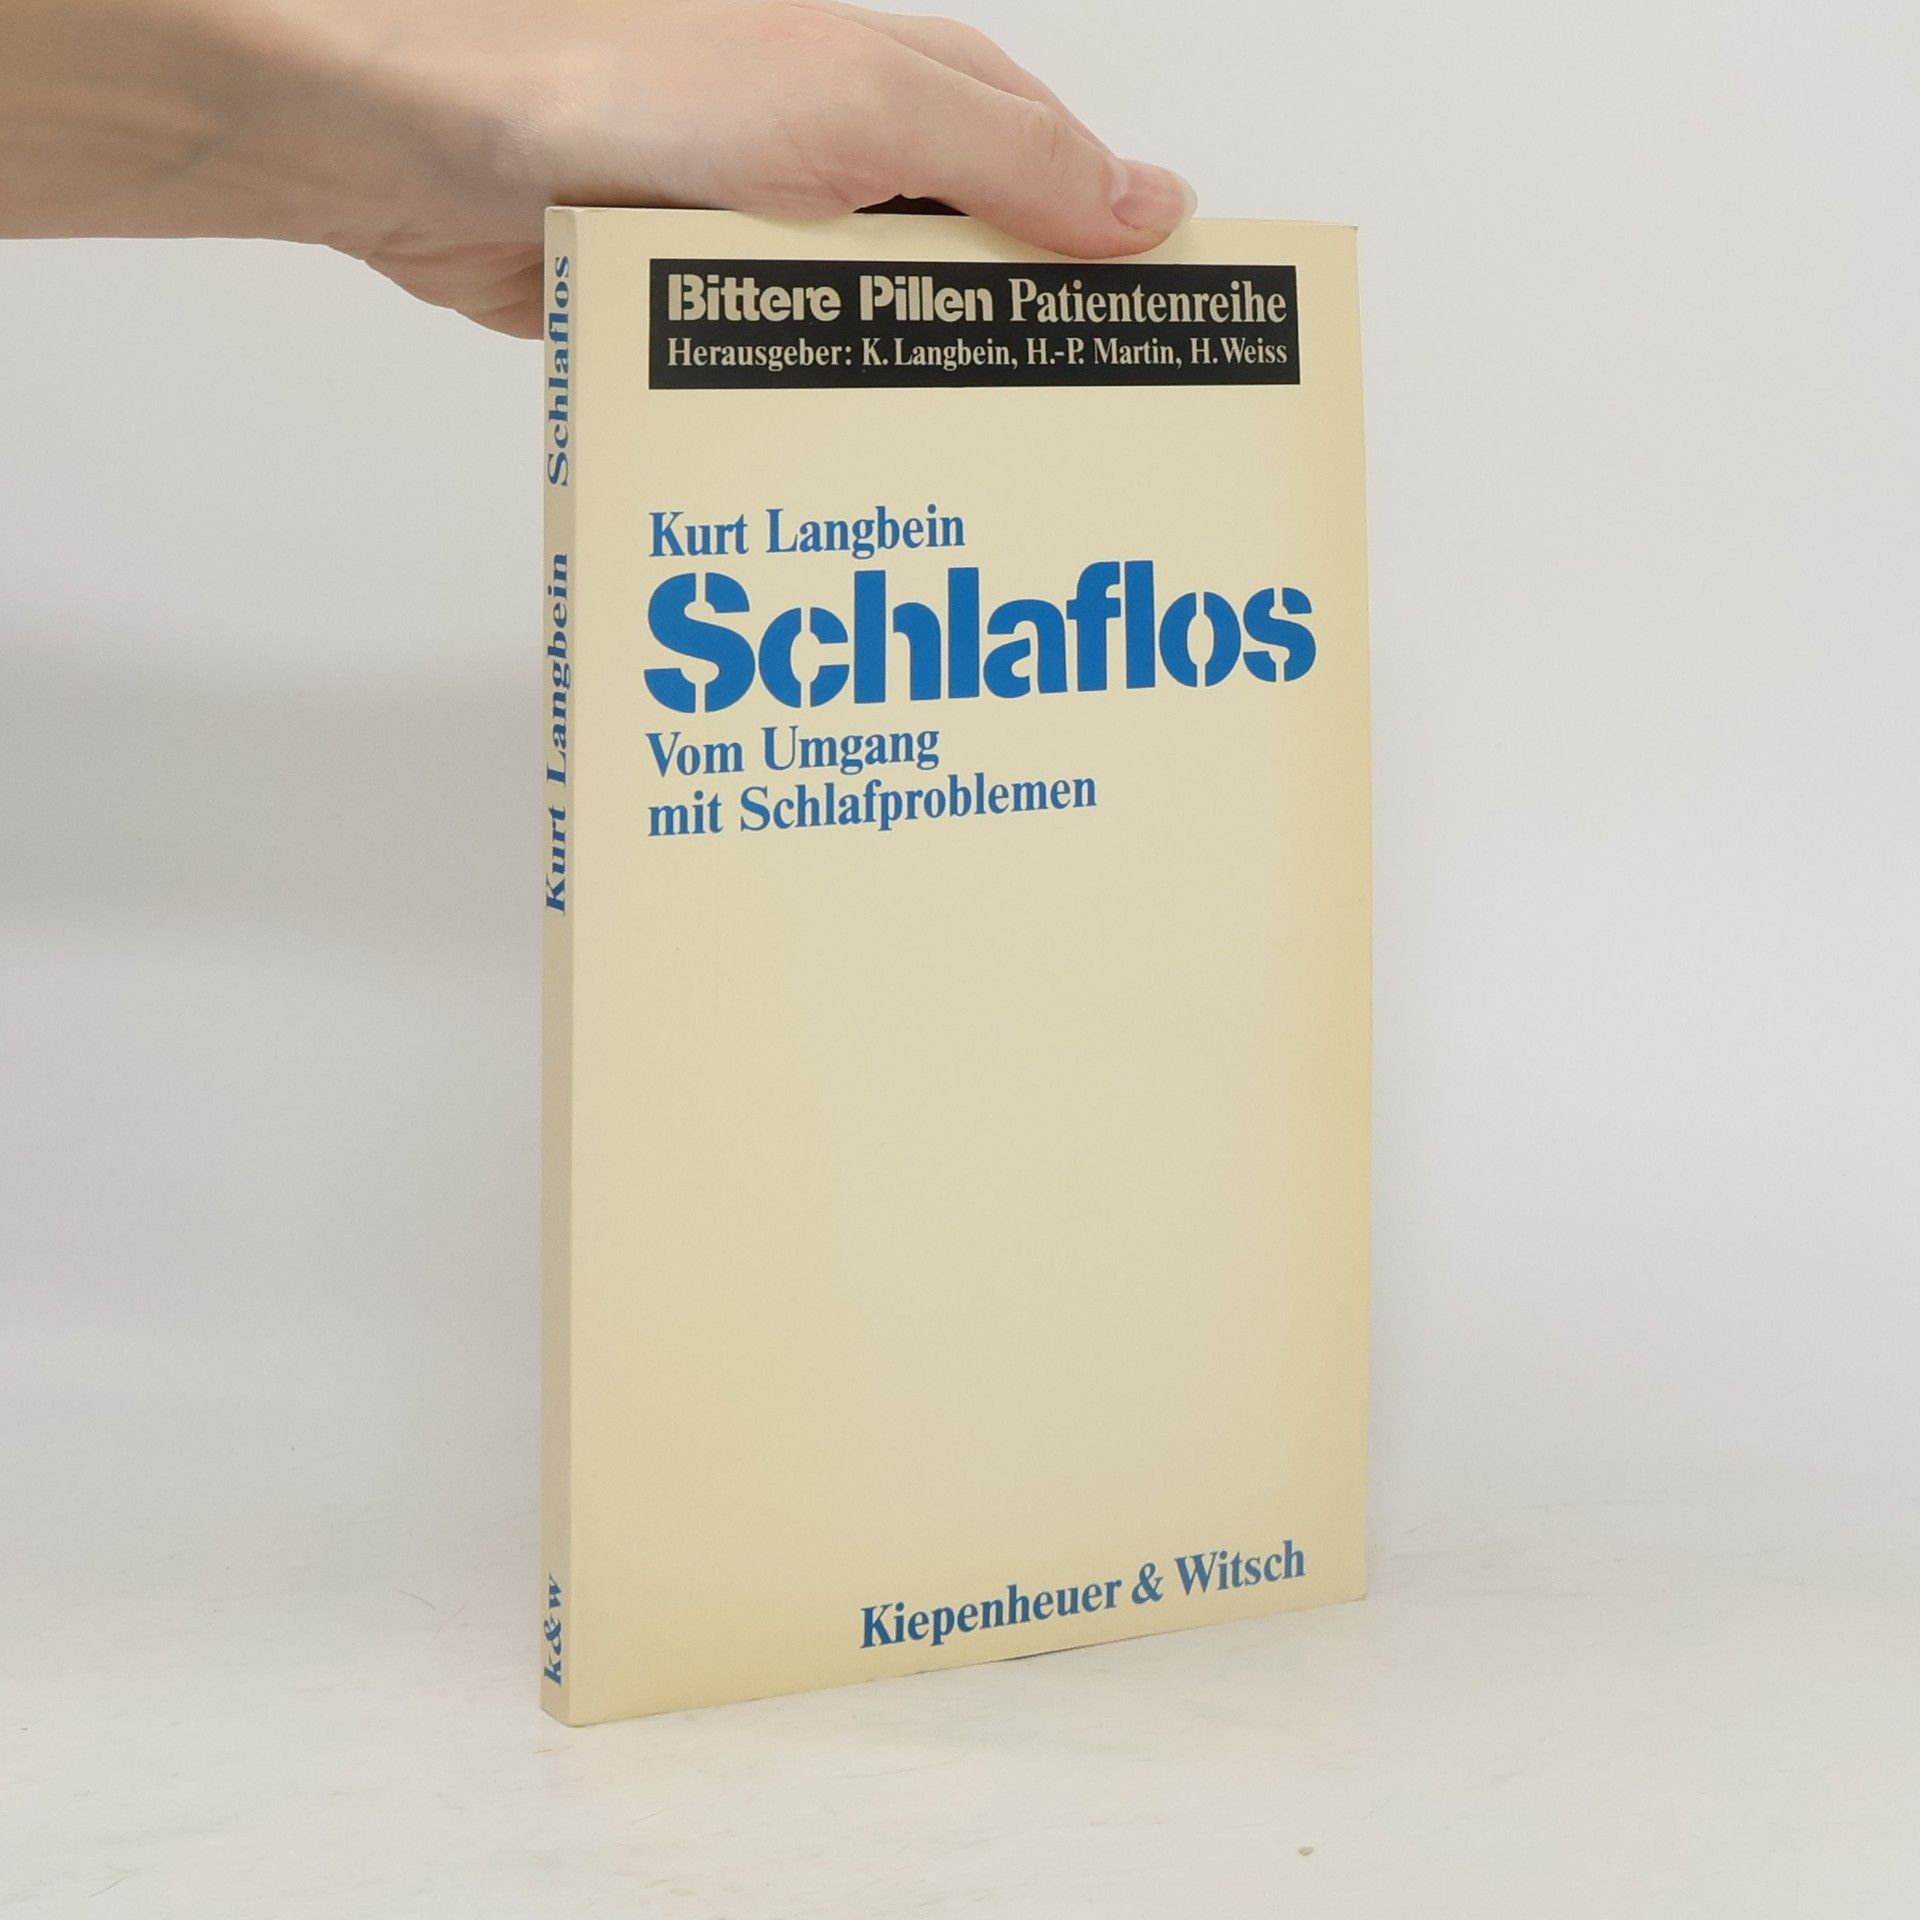 Bittere Pillen Patientenreihe
Herausgeber: K. Langbein, H.-P. Martin, H. Weiss
Kurt Langbein
Schlaflos
Vom Umgang
mit Schlafproblemen
Kiepenheuer & Witsch
Kurt Langbein Schlaflos
k&w